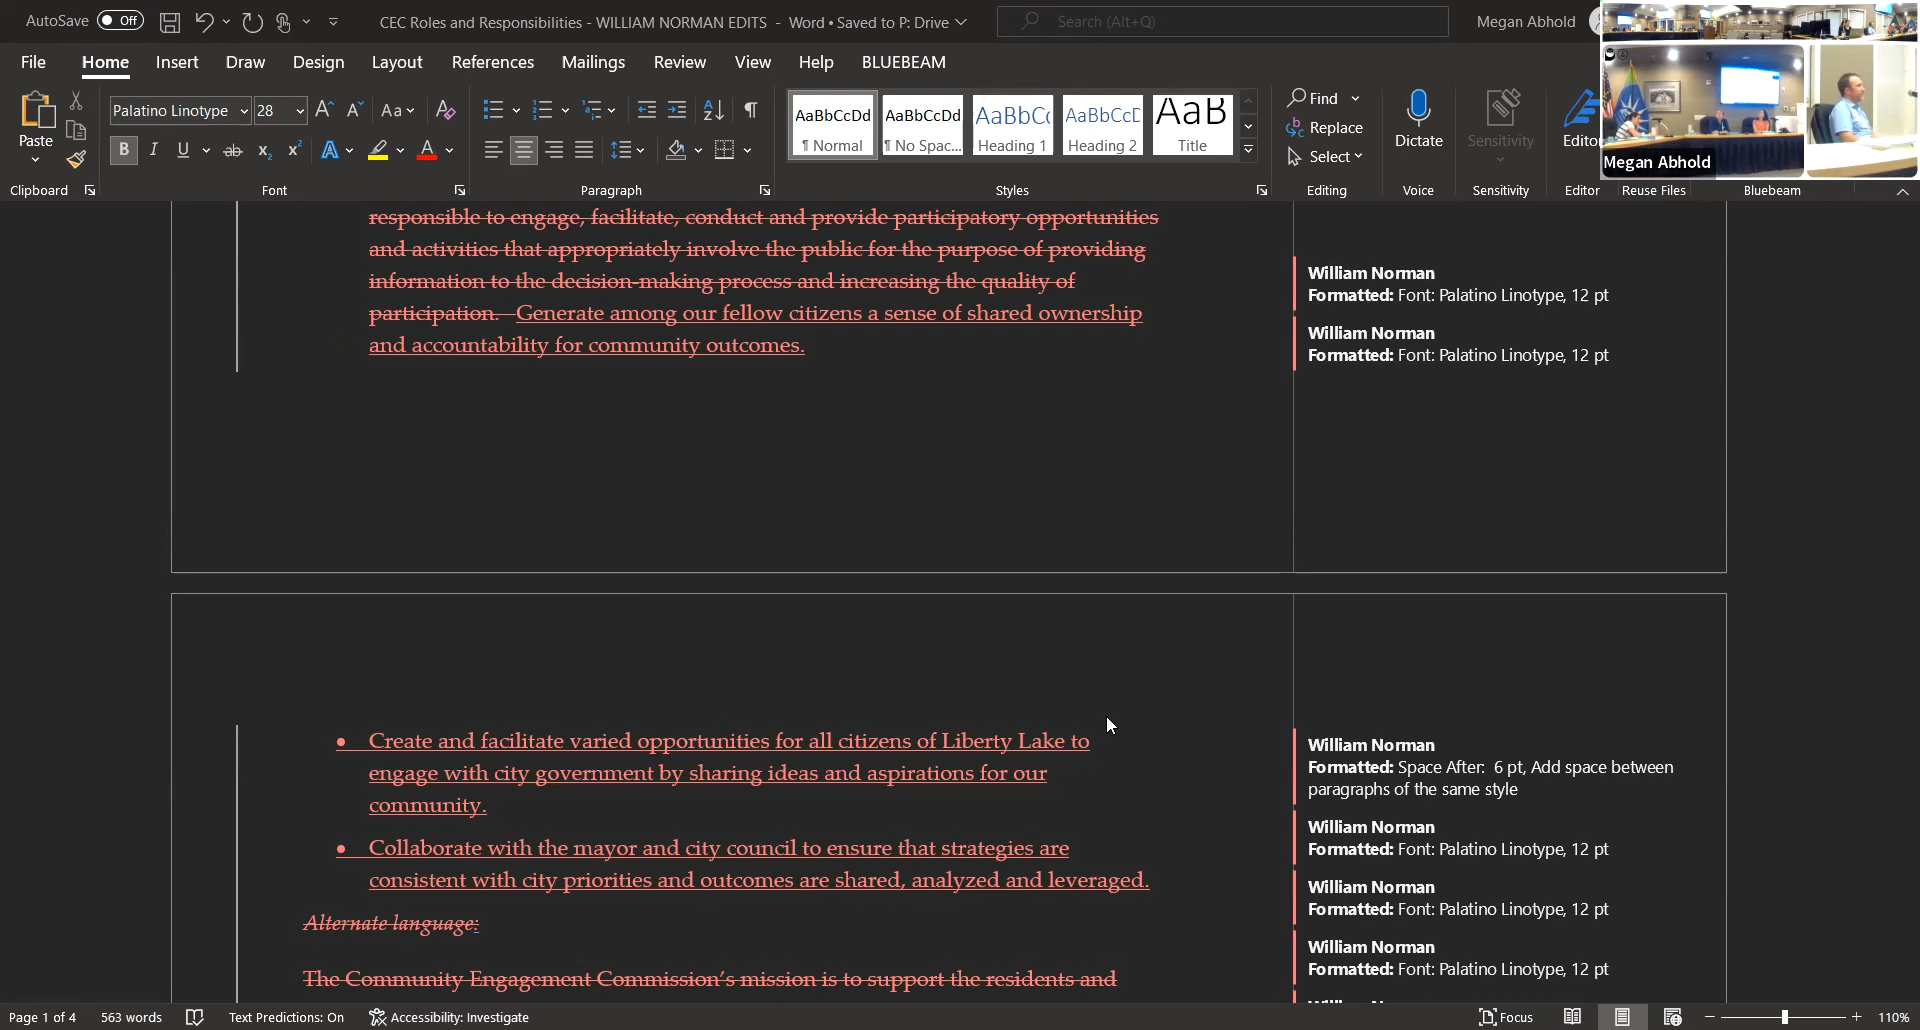 AutoSave Off CEC Roles and Responsibilities - WILLIAM NORMAN EDITS - Word • Saved to P: Drive Search (Alt+Q) Megan Abhold
File Home Insert Draw Design Layout References Mailings Review View Help BLUEBEAM
Paste
Palatino Linotype 28 Aa
B I U ab x2 x2 A A
AaBbCcDd AaBbCcDd AaBbCc AaBbCcD AaB
¶ Normal ¶ No Spac... Heading 1 Heading 2 Title
Find
Replace
Select
Dictate
Sensitivity
Editor
Megan Abhold
Clipboard Font Paragraph Styles Editing Voice Sensitivity Editor Reuse Files Bluebeam
responsible to engage, facilitate, conduct and provide participatory opportunities
and activities that appropriately involve the public for the purpose of providing
information to the decision-making process and increasing the quality of
participation. Generate among our fellow citizens a sense of shared ownership
and accountability for community outcomes.
William Norman
Formatted: Font: Palatino Linotype, 12 pt
William Norman
Formatted: Font: Palatino Linotype, 12 pt
• Create and facilitate varied opportunities for all citizens of Liberty Lake to
engage with city government by sharing ideas and aspirations for our
community.
• Collaborate with the mayor and city council to ensure that strategies are
consistent with city priorities and outcomes are shared, analyzed and leveraged.
Alternate language:
The Community Engagement Commission's mission is to support the residents and
William Norman
Formatted: Space After: 6 pt, Add space between
paragraphs of the same style
William Norman
Formatted: Font: Palatino Linotype, 12 pt
William Norman
Formatted: Font: Palatino Linotype, 12 pt
William Norman
Formatted: Font: Palatino Linotype, 12 pt
Page 1 of 4 563 words Text Predictions: On Accessibility: Investigate Focus 110%